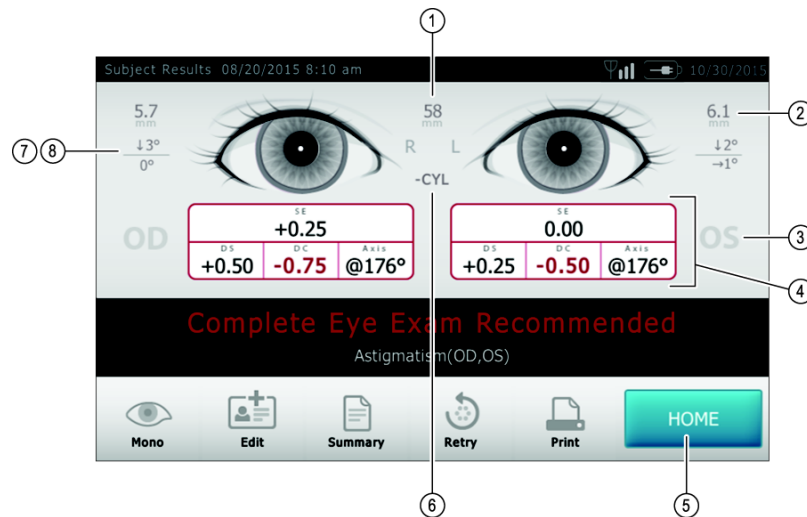 1
Subject Results 08/20/2015 8:10 am
10/30/2015
5.7
mm
↓3°
0°
58
mm
R L
-CYL
6.1
mm
↓2°
→1°
2
7 8
OD
SE
+0.25
DS DC Axis
+0.50 -0.75 @176°
SE
0.00
DS DC Axis
+0.25 -0.50 @176°
OS
3
4
Complete Eye Exam Recommended
Astigmatism(OD,OS)
Mono
Edit
Summary
Retry
Print
HOME
6
5